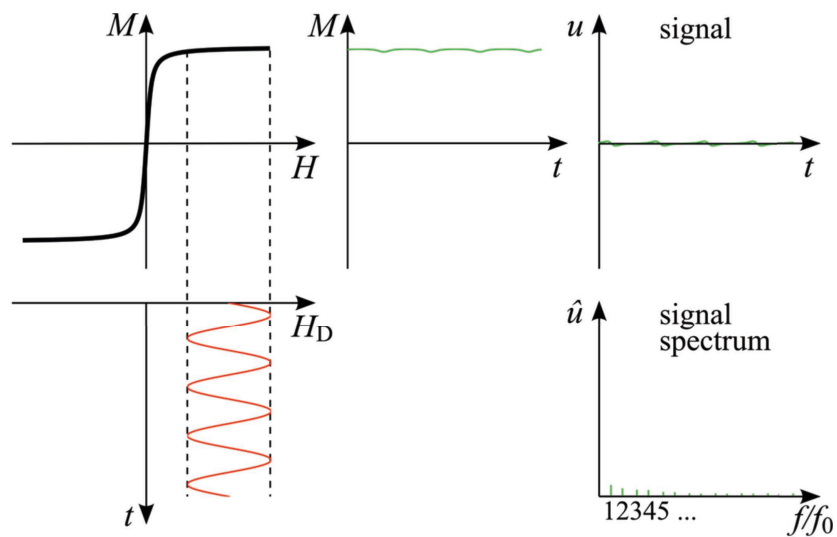 M
M
u
signal
H
t
t
H_D
û
signal
spectrum
t
12345 ...
f/f_0